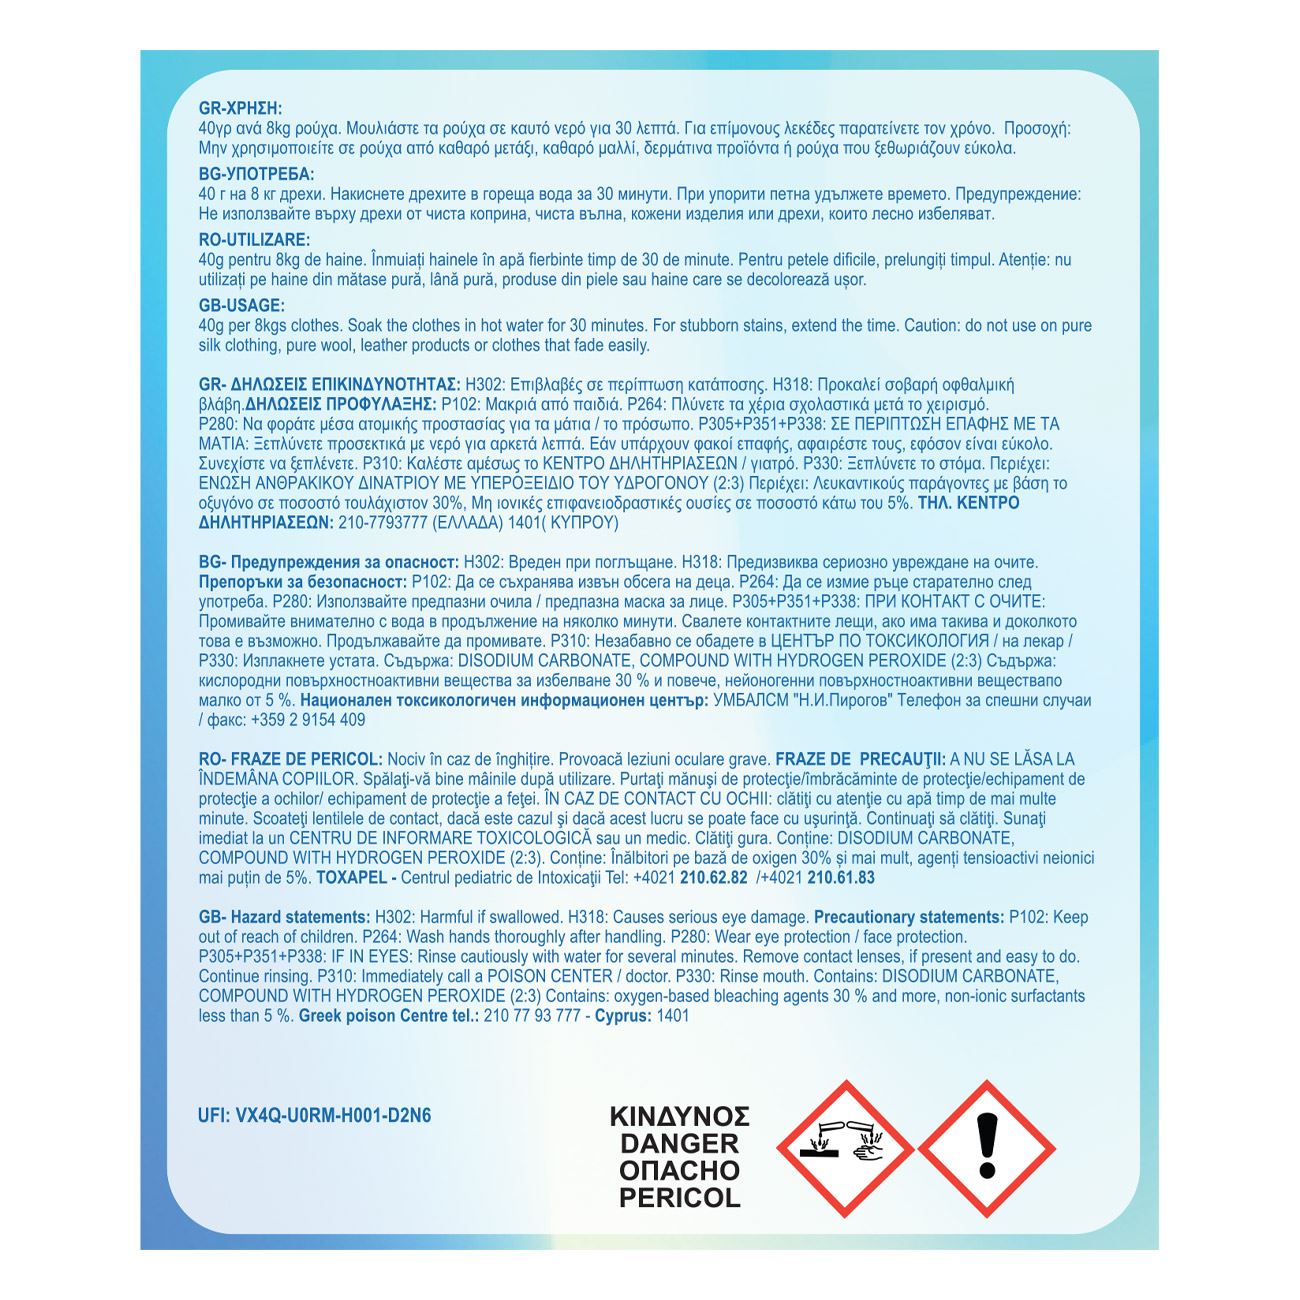 GR-ΧΡΗΣΗ:
40γρ ανά 8kg ρούχα. Μουλιάστε τα ρούχα σε καυτό νερό για 30 λεπτά. Για επίμονους λεκέδες παρατείνετε τον χρόνο.  Προσοχή:
Μην χρησιμοποιείτε σε ρούχα από καθαρό μετάξι, καθαρό μαλλί, δερμάτινα προϊόντα ή ρούχα που ξεθωριάζουν εύκολα.
BG-УПОТРЕБА:
40 г на 8 кг дрехи. Накиснете дрехите в гореща вода за 30 минути. При упорити петна удължете времето. Предупреждение:
Не използвайте върху дрехи от чиста коприна, чиста вълна, кожени изделия или дрехи, които лесно избеляват.
RO-UTILIZARE:
40g pentru 8kg de haine. Înmuiați hainele în apă fierbinte timp de 30 de minute. Pentru petele dificile, prelungiți timpul. Atenție: nu
utilizați pe haine din mătase pură, lână pură, produse din piele sau haine care se decolorează ușor.
GB-USAGE:
40g per 8kgs clothes. Soak the clothes in hot water for 30 minutes. For stubborn stains, extend the time. Caution: do not use on pure
silk clothing, pure wool, leather products or clothes that fade easily.
GR- ΔΗΛΩΣΕΙΣ ΕΠΙΚΙΝΔΥΝΟΤΗΤΑΣ: H302: Επιβλαβές σε περίπτωση κατάποσης. H318: Προκαλεί σοβαρή οφθαλμική
βλάβη.ΔΗΛΩΣΕΙΣ ΠΡΟΦΥΛΑΞΗΣ: P102: Μακριά από παιδιά. P264: Πλύνετε τα χέρια σχολαστικά μετά το χειρισμό.
P280: Να φοράτε μέσα ατομικής προστασίας για τα μάτια / το πρόσωπο. P305+P351+P338: ΣΕ ΠΕΡΙΠΤΩΣΗ ΕΠΑΦΗΣ ΜΕ ΤΑ
ΜΑΤΙΑ: Ξεπλύνετε προσεκτικά με νερό για αρκετά λεπτά. Εάν υπάρχουν φακοί επαφής, αφαιρέστε τους, εφόσον είναι εύκολο.
Συνεχίστε να ξεπλένετε. P310: Καλέστε αμέσως το ΚΕΝΤΡΟ ΔΗΛΗΤΗΡΙΑΣΕΩΝ / γιατρό. P330: Ξεπλύνετε το στόμα. Περιέχει:
ΕΝΩΣΗ ΑΝΘΡΑΚΙΚΟΥ ΔΙΝΑΤΡΙΟΥ ΜΕ ΥΠΕΡΟΞΕΙΔΙΟ ΤΟΥ ΥΔΡΟΓΟΝΟΥ (2:3) Περιέχει: Λευκαντικούς παράγοντες με βάση το
οξυγόνο σε ποσοστό τουλάχιστον 30%, Μη ιονικές επιφανειοδραστικές ουσίες σε ποσοστό κάτω του 5%. ΤΗΛ. ΚΕΝΤΡΟ
ΔΗΛΗΤΗΡΙΑΣΕΩΝ: 210-7793777 (ΕΛΛΑΔΑ) 1401( ΚΥΠΡΟΥ)
BG- Предупреждения за опасност: H302: Вреден при поглъщане. H318: Предизвиква сериозно увреждане на очите.
Препоръки за безопасност: P102: Да се съхранява извън обсега на деца. P264: Да се измие ръце старателно след
употреба. P280: Използвайте предпазни очила / предпазна маска за лице. P305+P351+P338: ПРИ КОНТАКТ С ОЧИТЕ:
Промивайте внимателно с вода в продължение на няколко минути. Свалете контактните лещи, ако има такива и доколкото
това е възможно. Продължавайте да промивате. P310: Незабавно се обадете в ЦЕНТЪР ПО ТОКСИКОЛОГИЯ / на лекар /
P330: Изплакнете устата. Съдържа: DISODIUM CARBONATE, COMPOUND WITH HYDROGEN PEROXIDE (2:3) Съдържа:
кислородни повърхностноактивни вещества за избелване 30 % и повече, нейоногенни повърхностноактивни веществапо
малко от 5 %. Национален токсикологичен информационен център: УМБАЛСМ "Н.И.Пирогов" Телефон за спешни случаи
/ факс: +359 2 9154 409
RO- FRAZE DE PERICOL: Nociv în caz de înghițire. Provoacă leziuni oculare grave. FRAZE DE  PRECAUŢII: A NU SE LĂSA LA
ÎNDEMÂNA COPIILOR. Spălaţi-vă bine mâinile după utilizare. Purtaţi mănuşi de protecţie/îmbrăcăminte de protecţie/echipament de
protecţie a ochilor/ echipament de protecţie a feţei. ÎN CAZ DE CONTACT CU OCHII: clătiţi cu atenţie cu apă timp de mai multe
minute. Scoateţi lentilele de contact, dacă este cazul şi dacă acest lucru se poate face cu uşurinţă. Continuaţi să clătiţi. Sunaţi
imediat la un CENTRU DE INFORMARE TOXICOLOGICĂ sau un medic. Clătiţi gura. Conține: DISODIUM CARBONATE,
COMPOUND WITH HYDROGEN PEROXIDE (2:3). Conține: Înălbitori pe bază de oxigen 30% și mai mult, agenți tensioactivi neionici
mai puțin de 5%. TOXAPEL - Centrul pediatric de Intoxicaţii Tel: +4021 210.62.82  /+4021 210.61.83
GB- Hazard statements: H302: Harmful if swallowed. H318: Causes serious eye damage. Precautionary statements: P102: Keep
out of reach of children. P264: Wash hands thoroughly after handling. P280: Wear eye protection / face protection.
P305+P351+P338: IF IN EYES: Rinse cautiously with water for several minutes. Remove contact lenses, if present and easy to do.
Continue rinsing. P310: Immediately call a POISON CENTER / doctor. P330: Rinse mouth. Contains: DISODIUM CARBONATE,
COMPOUND WITH HYDROGEN PEROXIDE (2:3) Contains: oxygen-based bleaching agents 30 % and more, non-ionic surfactants
less than 5 %. Greek poison Centre tel.: 210 77 93 777 - Cyprus: 1401
UFI: VX4Q-U0RM-H001-D2N6
ΚΙΝΔΥΝΟΣ
DANGER
ОПАСНО
PERICOL